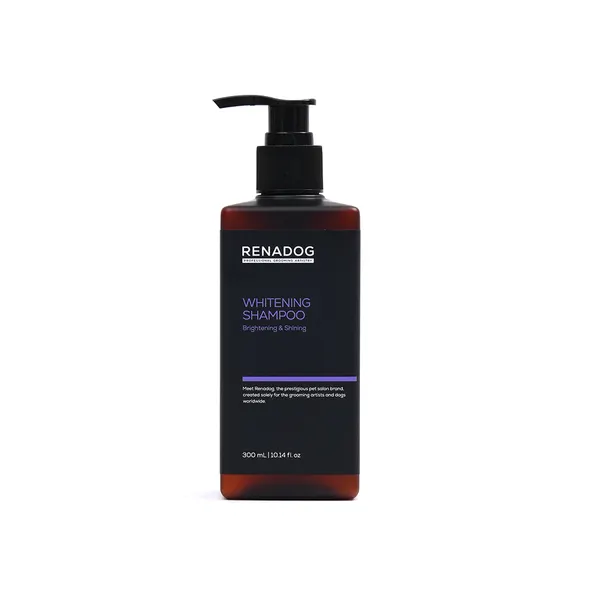 RENADOG
PROFESSIONAL GROOMING ARTISTRY
WHITENING
SHAMPOO
Brightening & Shining
Meet Renadog, the prestigious pet salon brand,
created solely for the grooming artists and dogs
worldwide.
300 mL | 10.14 fl. oz